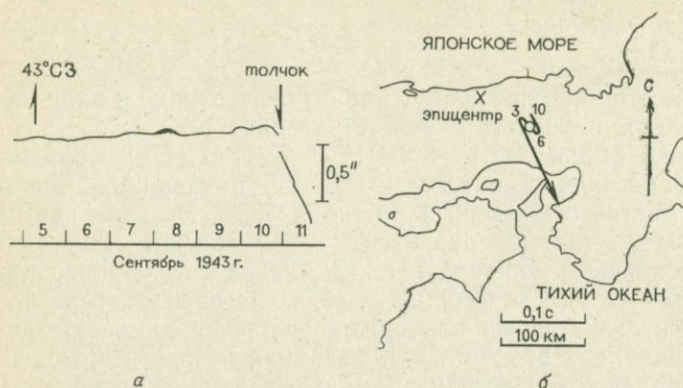 43°СЗ
толчок
0,5"
5 6 7 8 9 10 11
Сентябрь 1943 г.
а
ЯПОНСКОЕ МОРЕ
С
эпицентр
3 10
6
ТИХИЙ ОКЕАН
0,1 с
100 км
б